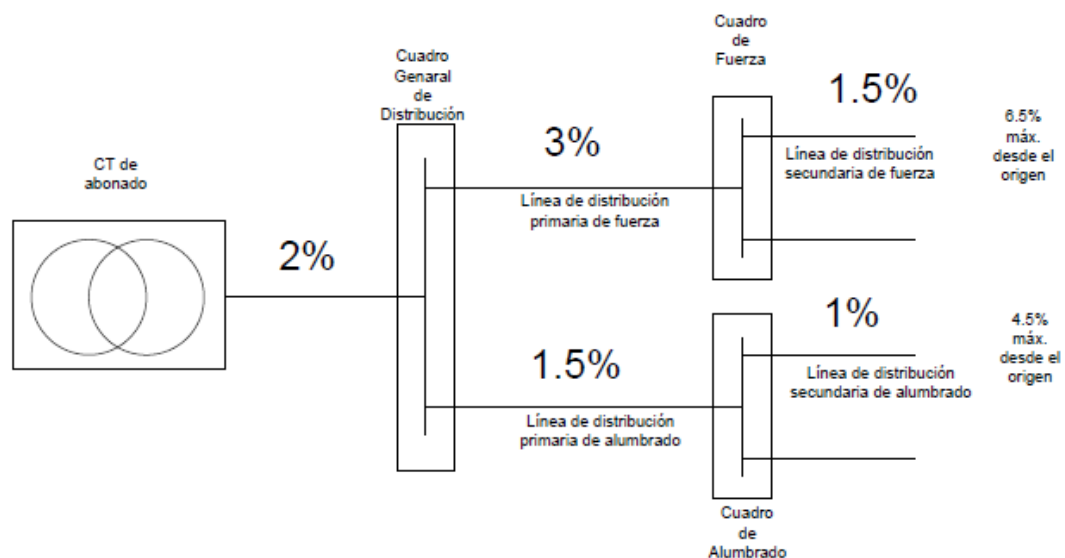 CT de
abonado
2%
Cuadro
Genaral
de
Distribución
3%
Línea de distribución
primaria de fuerza
1.5%
Línea de distribución
primaria de alumbrado
Cuadro
de
Fuerza
1.5%
Línea de distribución
secundaria de fuerza
6.5%
máx.
desde el
origen
1%
Línea de distribución
secundaria de alumbrado
4.5%
máx.
desde el
origen
Cuadro
de
Alumbrado